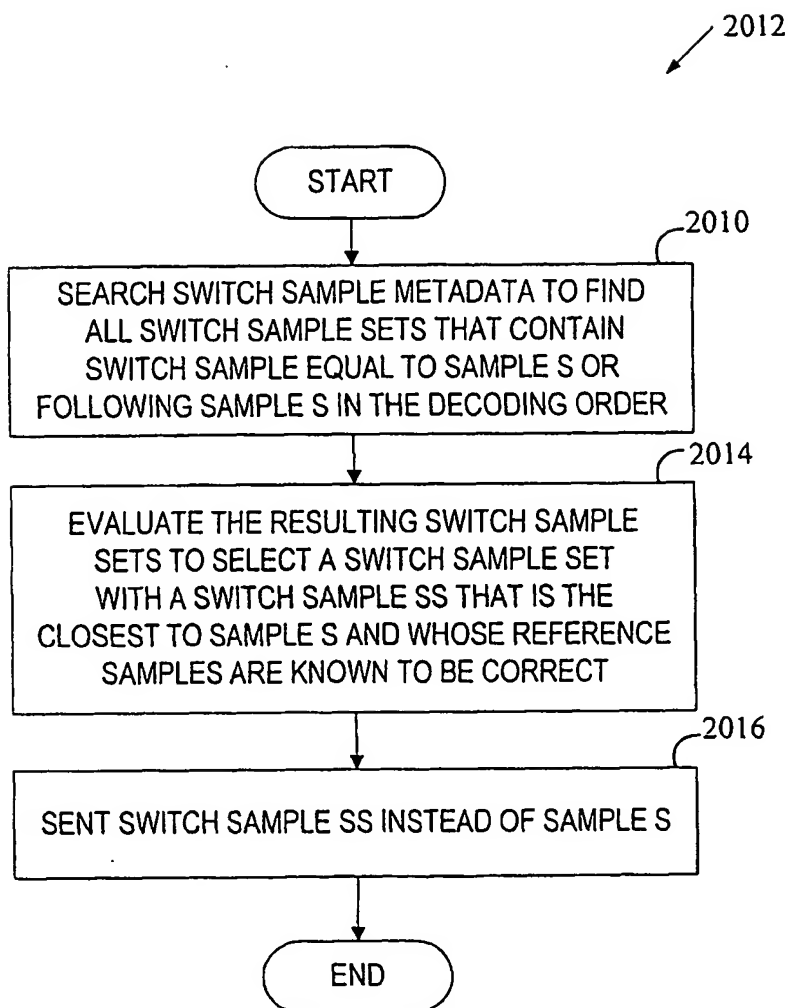 2012
START
2010
SEARCH SWITCH SAMPLE METADATA TO FIND
ALL SWITCH SAMPLE SETS THAT CONTAIN
SWITCH SAMPLE EQUAL TO SAMPLE S OR
FOLLOWING SAMPLE S IN THE DECODING ORDER
2014
EVALUATE THE RESULTING SWITCH SAMPLE
SETS TO SELECT A SWITCH SAMPLE SET
WITH A SWITCH SAMPLE SS THAT IS THE
CLOSEST TO SAMPLE S AND WHOSE REFERENCE
SAMPLES ARE KNOWN TO BE CORRECT
2016
SENT SWITCH SAMPLE SS INSTEAD OF SAMPLE S
END